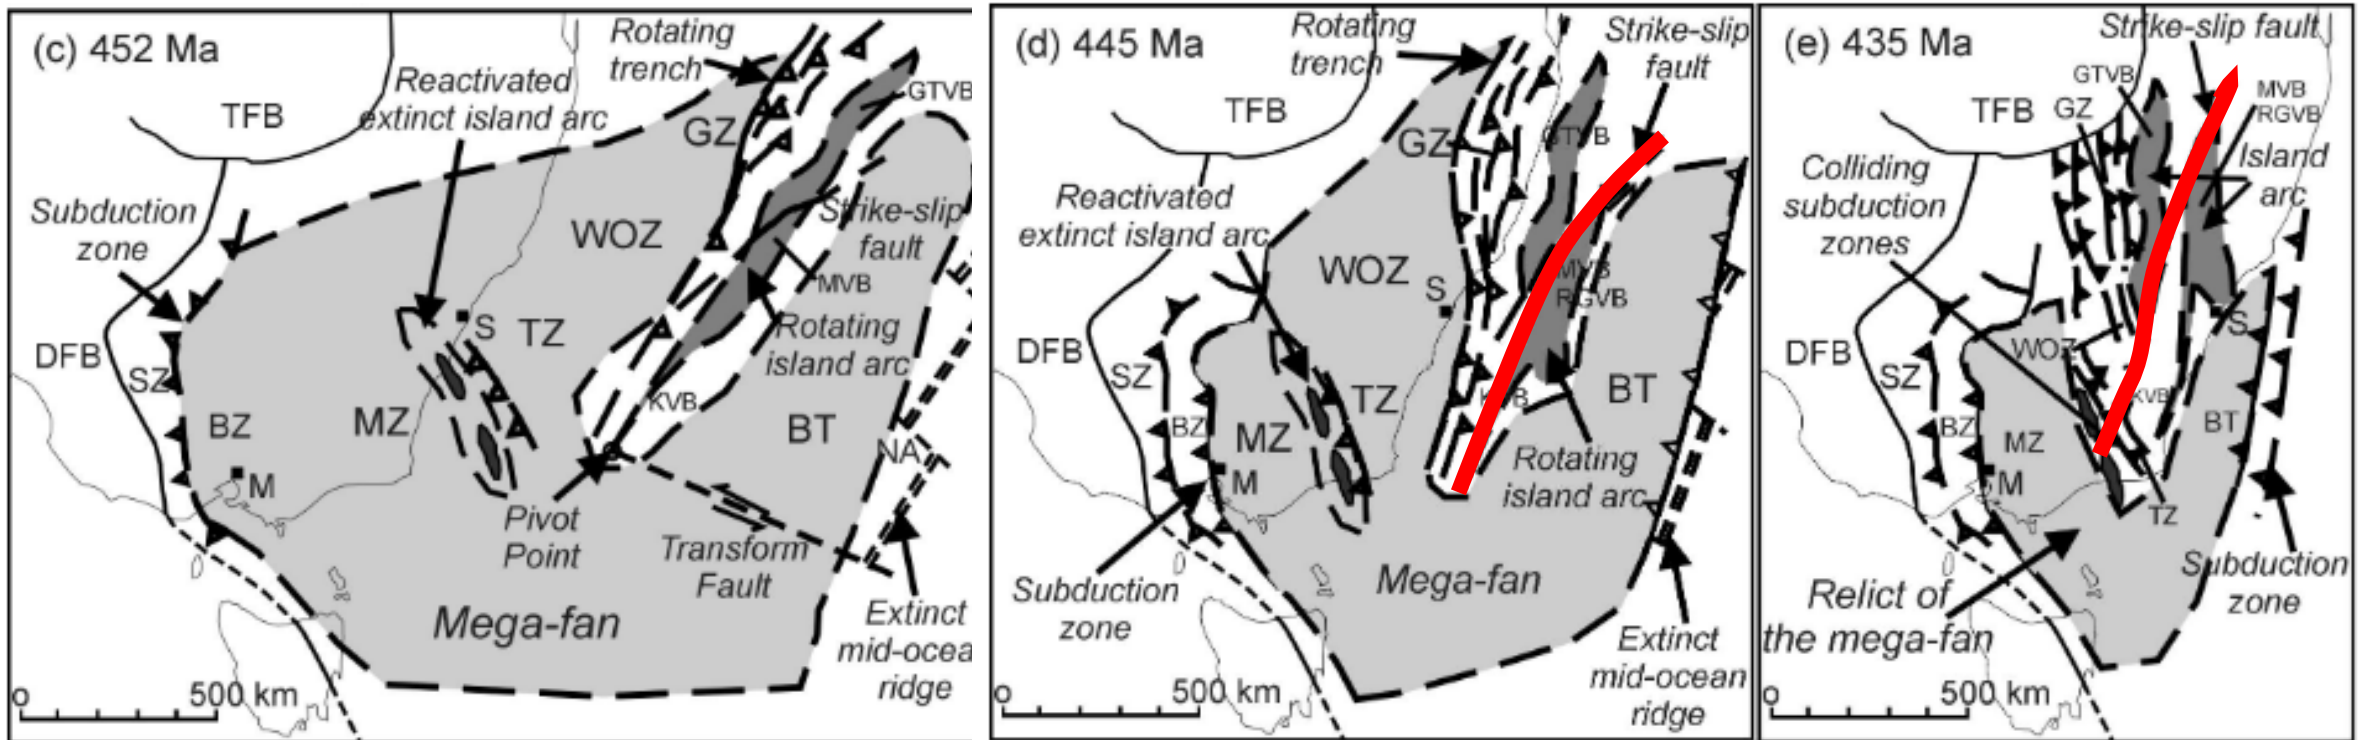 (c) 452 Ma
Rotating
trench
Reactivated
extinct island arc
TFB
GTVB
GZ
Subduction
zone
WOZ
Strike-slip
fault
MVB
S
TZ
Rotating
island arc
DFB
SZ
KVB
BZ
MZ
BT
NA
M
Pivot
Point
Transform
Fault
Mega-fan
Extinct
mid-ocea
ridge
0
500 km
(d) 445 Ma
Rotating
trench
Strike-slip
fault
TFB
GZ
GTVB
Reactivated
extinct island arc
WOZ
S
MVB
RGVB
DFB
SZ
TZ
BT
KVB
BZ
MZ
M
Rotating
island arc
Subduction
zone
Mega-fan
Extinct
mid-ocean
ridge
0
500 km
(e) 435 Ma
Strike-slip fault
GTVB
MVB
RGVB
TFB
GZ
Island
arc
Colliding
subduction
zones
S
DFB
SZ
WOZ
KVB
BZ
MZ
BT
M
TZ
Subduction
zone
Relict of
the mega-fan
0
500 km